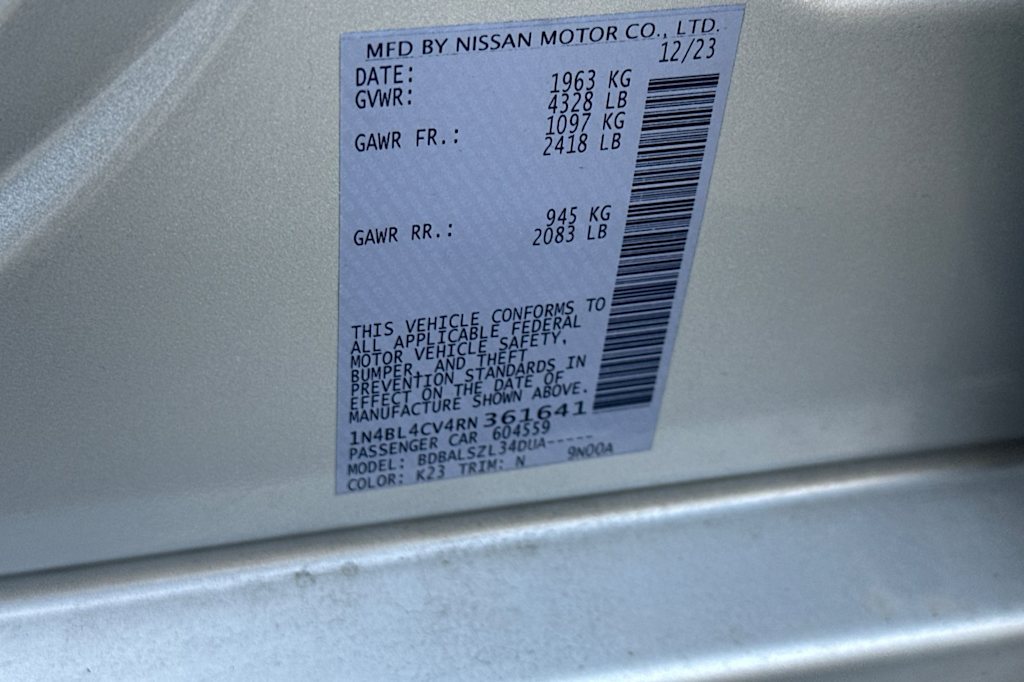 MFD BY NISSAN MOTOR CO., LTD.
DATE: 12/23
GVWR: 1963 KG
4328 LB
GAWR FR.: 1097 KG
2418 LB
GAWR RR.: 945 KG
2083 LB
THIS VEHICLE CONFORMS TO
ALL APPLICABLE FEDERAL
MOTOR VEHICLE SAFETY,
BUMPER, AND THEFT
PREVENTION STANDARDS IN
EFFECT ON THE DATE OF
MANUFACTURE SHOWN ABOVE.
1N4BL4CV4RN361641
PASSENGER CAR 604559
MODEL: BDBALSZL34DUA-----
COLOR: K23 TRIM: N 9N00A